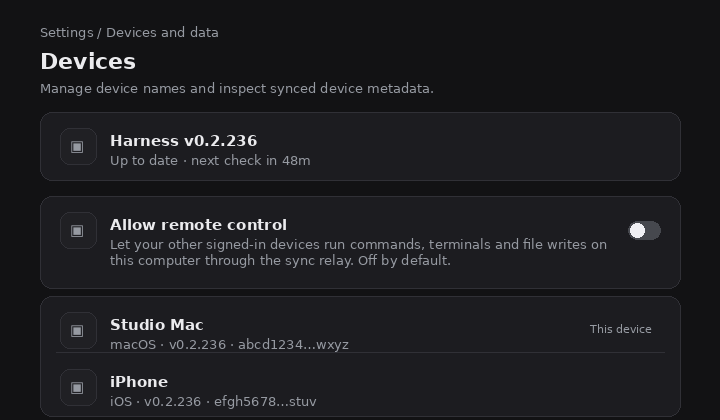 Settings / Devices and data
Devices
Manage device names and inspect synced device metadata.
Harness v0.2.236
Up to date · next check in 48m
Allow remote control
Let your other signed-in devices run commands, terminals and file writes on
this computer through the sync relay. Off by default.
Studio Mac
This device
macOS · v0.2.236 · abcd1234…wxyz
iPhone
iOS · v0.2.236 · efgh5678…stuv